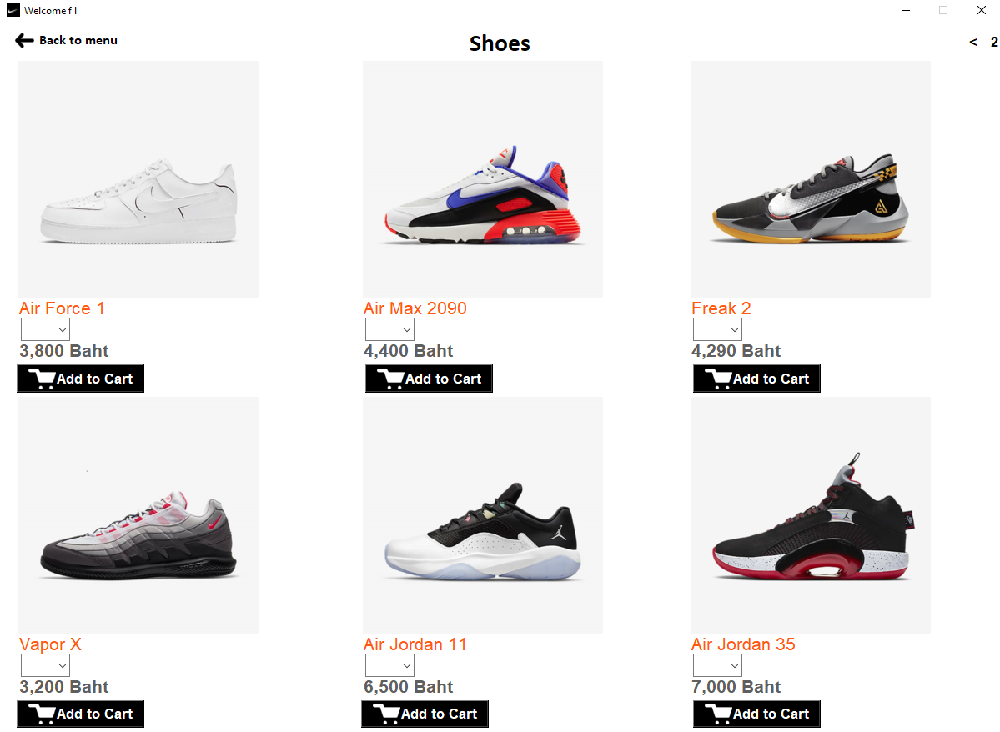 Welcome f l
Back to menu
Shoes
< 2
Air Force 1
3,800 Baht
Add to Cart
Air Max 2090
4,400 Baht
Add to Cart
Freak 2
4,290 Baht
Add to Cart
Vapor X
3,200 Baht
Add to Cart
Air Jordan 11
6,500 Baht
Add to Cart
Air Jordan 35
7,000 Baht
Add to Cart